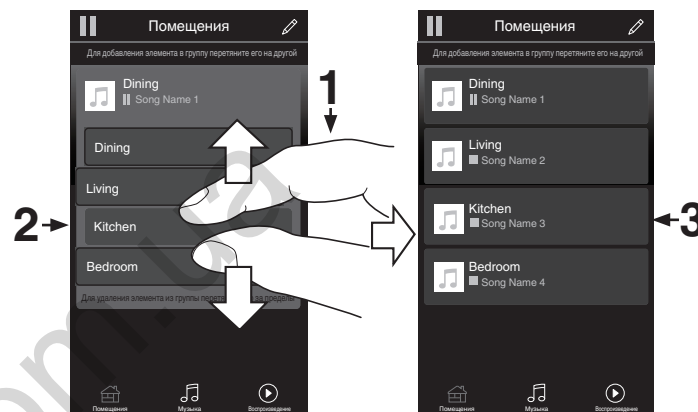 Помещения
Для добавления элемента в группу перетяните его на другой
Dining
Song Name 1
Dining
Living
Kitchen
Bedroom
Для удаления элемента из группы за пределы
Помещения
Музыка
Воспроизведение
1
2
Помещения
Для добавления элемента в группу перетяните его на другой
Dining
Song Name 1
Living
Song Name 2
Kitchen
Song Name 3
Bedroom
Song Name 4
Помещения
Музыка
Воспроизведение
3